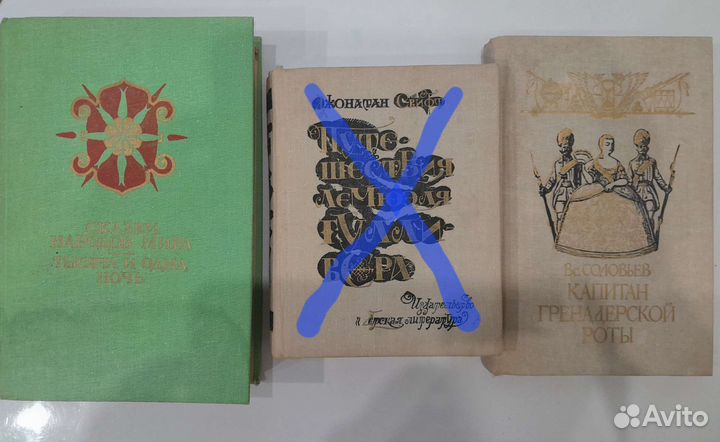 СКАЗКИ
НАРОДОВ МИРА
ТЫСЯЧА И ОДНА
НОЧЬ
Джонатан Свифт
Путе-
шествия
Лемюэля
Гулли-
вера
Издательство
Детская литература
Вс. СОЛОВЬЕВ
КАПИТАН
ГРЕНАДЕРСКОЙ
РОТЫ
Avito